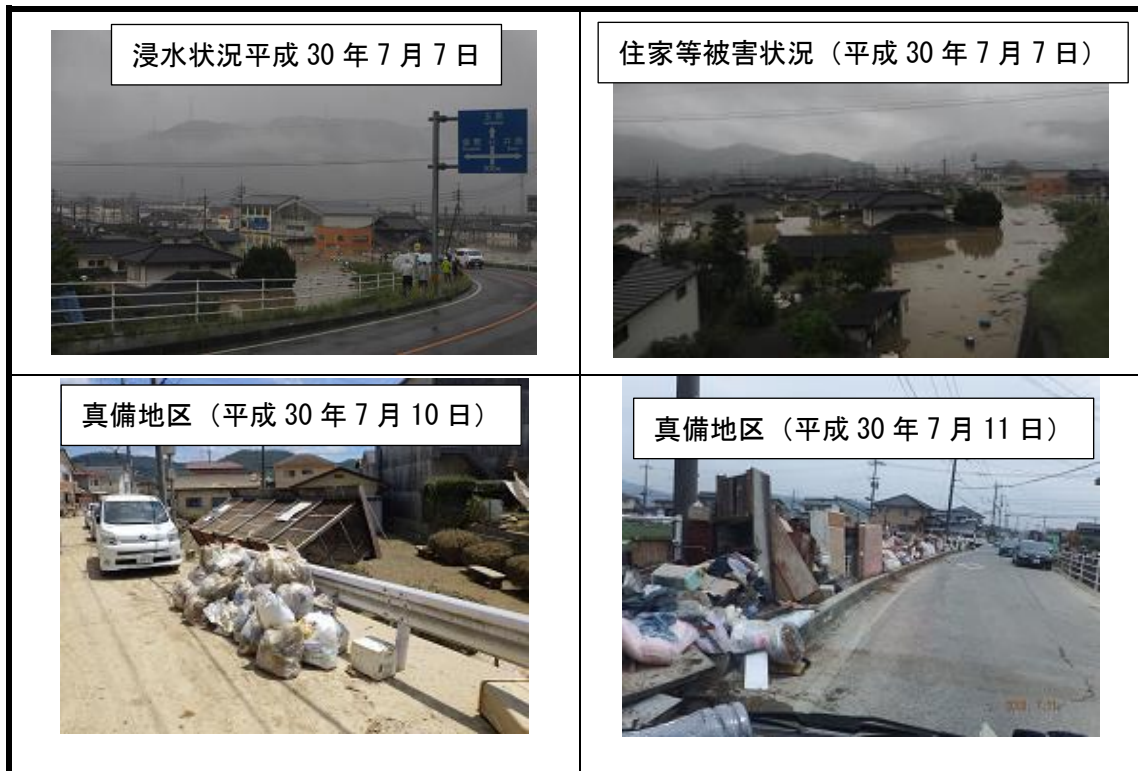 浸水状況平成 30 年 7 月 7 日
住家等被害状況（平成 30 年 7 月 7 日）
真備地区（平成 30 年 7 月 10 日）
真備地区（平成 30 年 7 月 11 日）